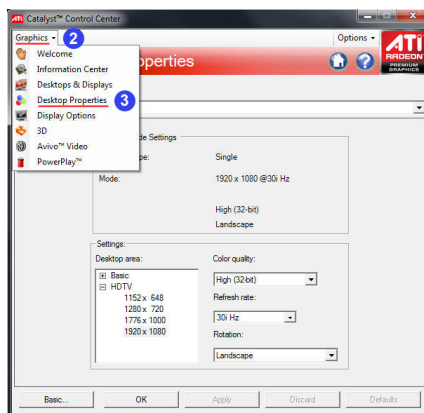 Catalyst™ Control Center
Graphics
2
Options
ATI
RADEON
PREMIUM
GRAPHICS
Welcome
Information Center
Desktops & Displays
Desktop Properties
3
Display Options
3D
Avivo™ Video
PowerPlay™
operties
de Settings
pe:
Single
Mode:
1920 x 1080 @30i Hz
High (32-bit)
Landscape
Settings:
Desktop area:
Color quality:
Basic
HDTV
1152 x 648
1280 x 720
1776 x 1000
1920 x 1080
High (32-bit)
Refresh rate:
30i Hz
Rotation:
Landscape
Basic...
OK
Apply
Discard
Defaults